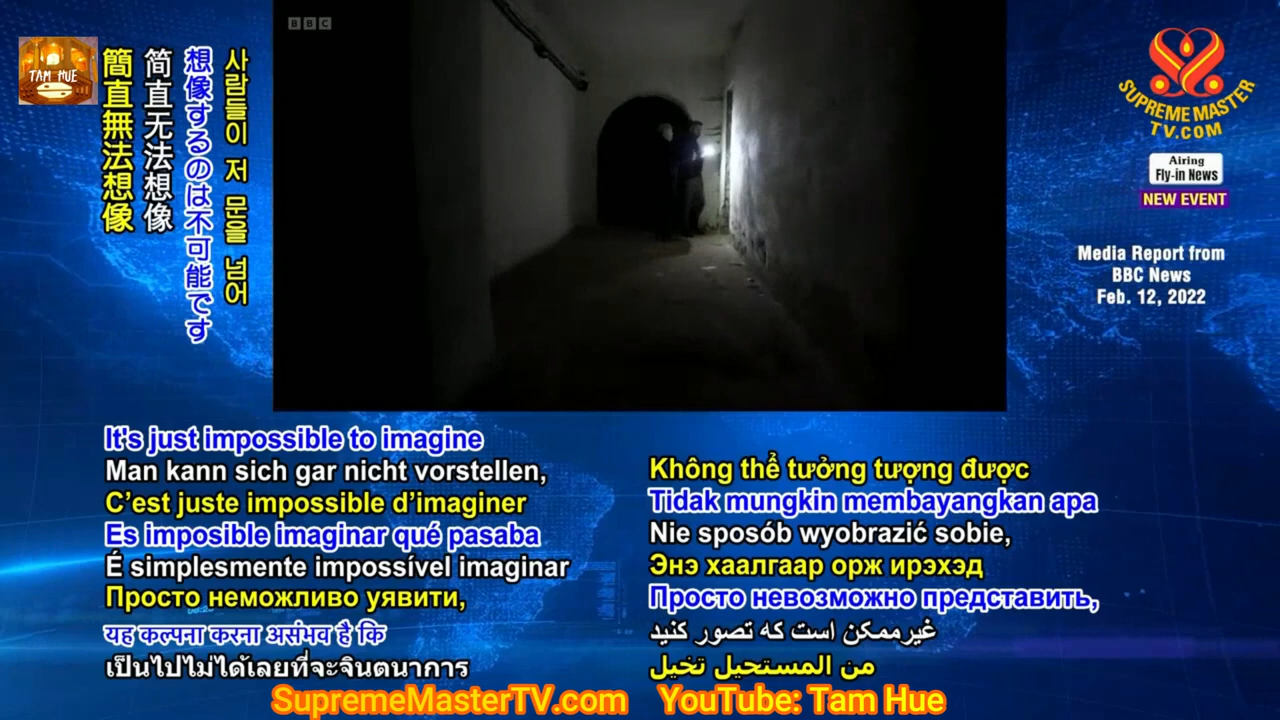 BBC
TAM HUE
簡直無法想像
简直无法想像
想像するのは不可能です
사람들이 저 문을 넘어
SUPREME MASTER
TV.COM
Airing
Fly-in News
NEW EVENT
Media Report from
BBC News
Feb. 12, 2022
It's just impossible to imagine
Man kann sich gar nicht vorstellen,
C'est juste impossible d'imaginer
Es imposible imaginar qué pasaba
É simplesmente impossível imaginar
Просто неможливо уявити,
यह कल्पना करना असंभव है कि
เป็นไปไม่ได้เลยที่จะจินตนาการ
Không thể tưởng tượng được
Tidak mungkin membayangkan apa
Nie sposób wyobrazić sobie,
Энэ хаалгаар орж ирэхэд
Просто невозможно представить,
غیرممکن است که تصور کنید
من المستحيل تخيل
SupremeMasterTV.com YouTube: Tam Hue